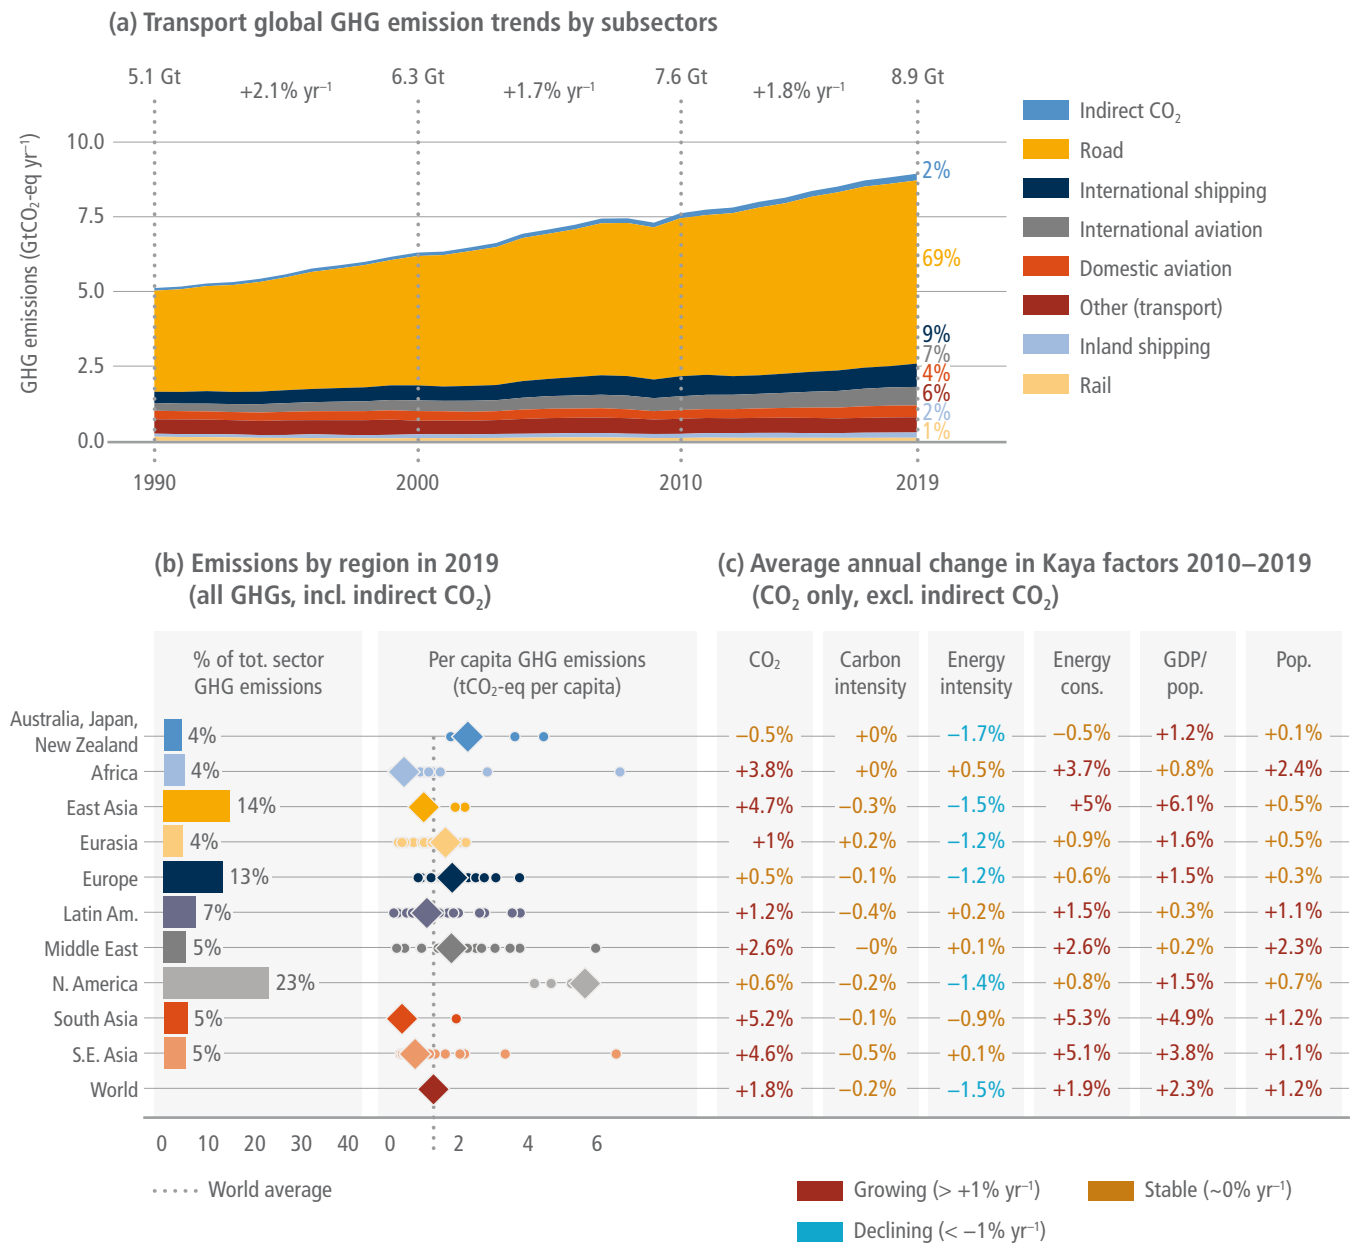 (a) Transport global GHG emission trends by subsectors
5.1 Gt +2.1% yr⁻¹ 6.3 Gt +1.7% yr⁻¹ 7.6 Gt +1.8% yr⁻¹ 8.9 Gt
GHG emissions (GtCO₂-eq yr⁻¹)
10.0
7.5
5.0
2.5
0.0
1990 2000 2010 2019
2%
69%
9%
7%
4%
6%
2%
1%
Indirect CO₂
Road
International shipping
International aviation
Domestic aviation
Other (transport)
Inland shipping
Rail
(b) Emissions by region in 2019
(all GHGs, incl. indirect CO₂)
(c) Average annual change in Kaya factors 2010–2019
(CO₂ only, excl. indirect CO₂)
% of tot. sector
GHG emissions
Per capita GHG emissions
(tCO₂-eq per capita)
CO₂
Carbon
intensity
Energy
intensity
Energy
cons.
GDP/
pop.
Pop.
Australia, Japan,
New Zealand 4% −0.5% +0% −1.7% −0.5% +1.2% +0.1%
Africa 4% +3.8% +0% +0.5% +3.7% +0.8% +2.4%
East Asia 14% +4.7% −0.3% −1.5% +5% +6.1% +0.5%
Eurasia 4% +1% +0.2% −1.2% +0.9% +1.6% +0.5%
Europe 13% +0.5% −0.1% −1.2% +0.6% +1.5% +0.3%
Latin Am. 7% +1.2% −0.4% +0.2% +1.5% +0.3% +1.1%
Middle East 5% +2.6% −0% +0.1% +2.6% +0.2% +2.3%
N. America 23% +0.6% −0.2% −1.4% +0.8% +1.5% +0.7%
South Asia 5% +5.2% −0.1% −0.9% +5.3% +4.9% +1.2%
S.E. Asia 5% +4.6% −0.5% +0.1% +5.1% +3.8% +1.1%
World +1.8% −0.2% −1.5% +1.9% +2.3% +1.2%
0 10 20 30 40 0 2 4 6
World average
Growing (> +1% yr⁻¹)
Stable (~0% yr⁻¹)
Declining (< −1% yr⁻¹)